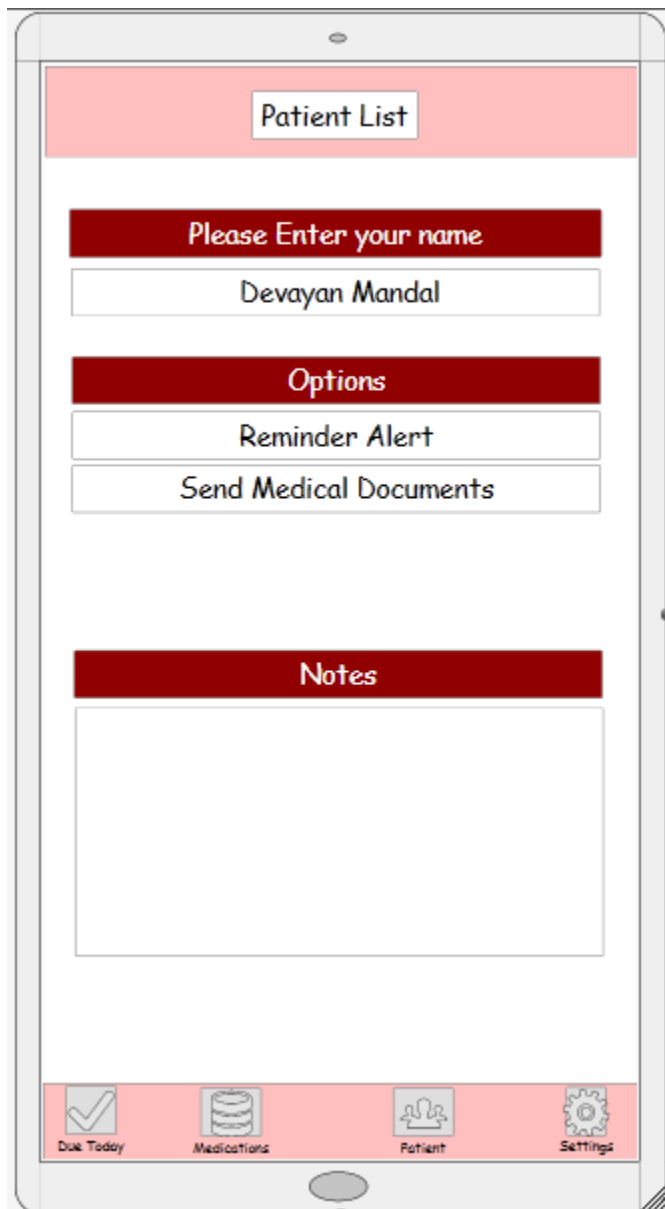 Patient List
Please Enter your name
Devayan Mandal
Options
Reminder Alert
Send Medical Documents
Notes
Due Today Medications Patient Settings